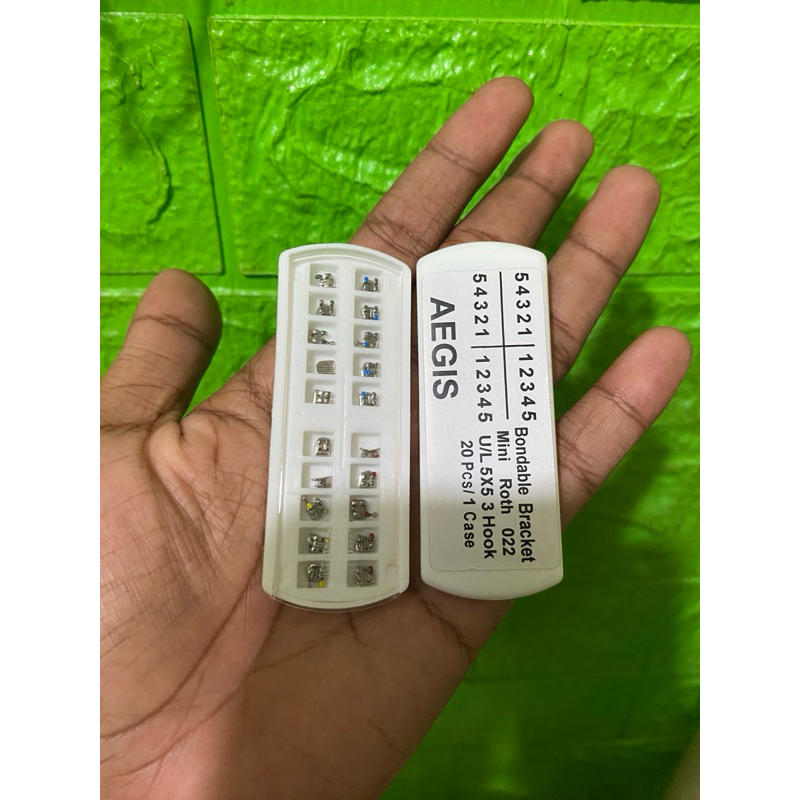 54321 | 12345 Bondable Bracket
Mini Roth 022
54321 | 12345 U/L 5X5 3 Hook
20 Pcs/1 Case
AEGIS